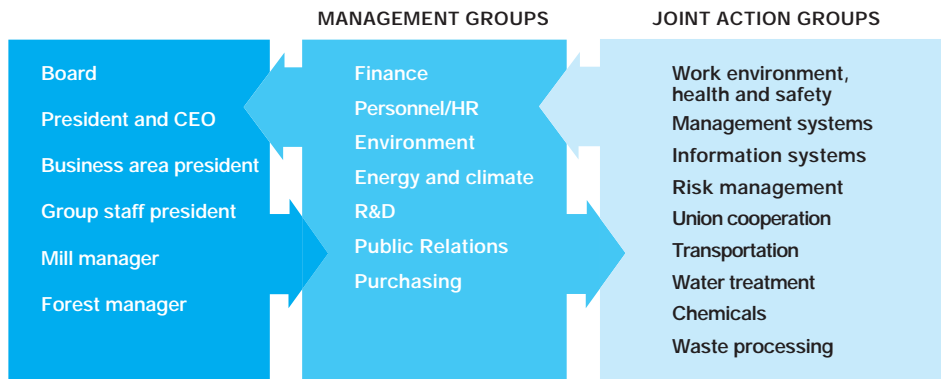 MANAGEMENT GROUPS
JOINT ACTION GROUPS
Board
President and CEO
Business area president
Group staff president
Mill manager
Forest manager
Finance
Personnel/HR
Environment
Energy and climate
R&D
Public Relations
Purchasing
Work environment,
health and safety
Management systems
Information systems
Risk management
Union cooperation
Transportation
Water treatment
Chemicals
Waste processing